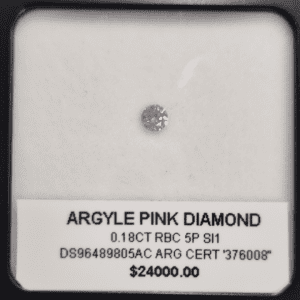 ARGYLE PINK DIAMOND
0.18CT RBC 5P SI1
DS96489805AC ARG CERT "376008"
$24000.00